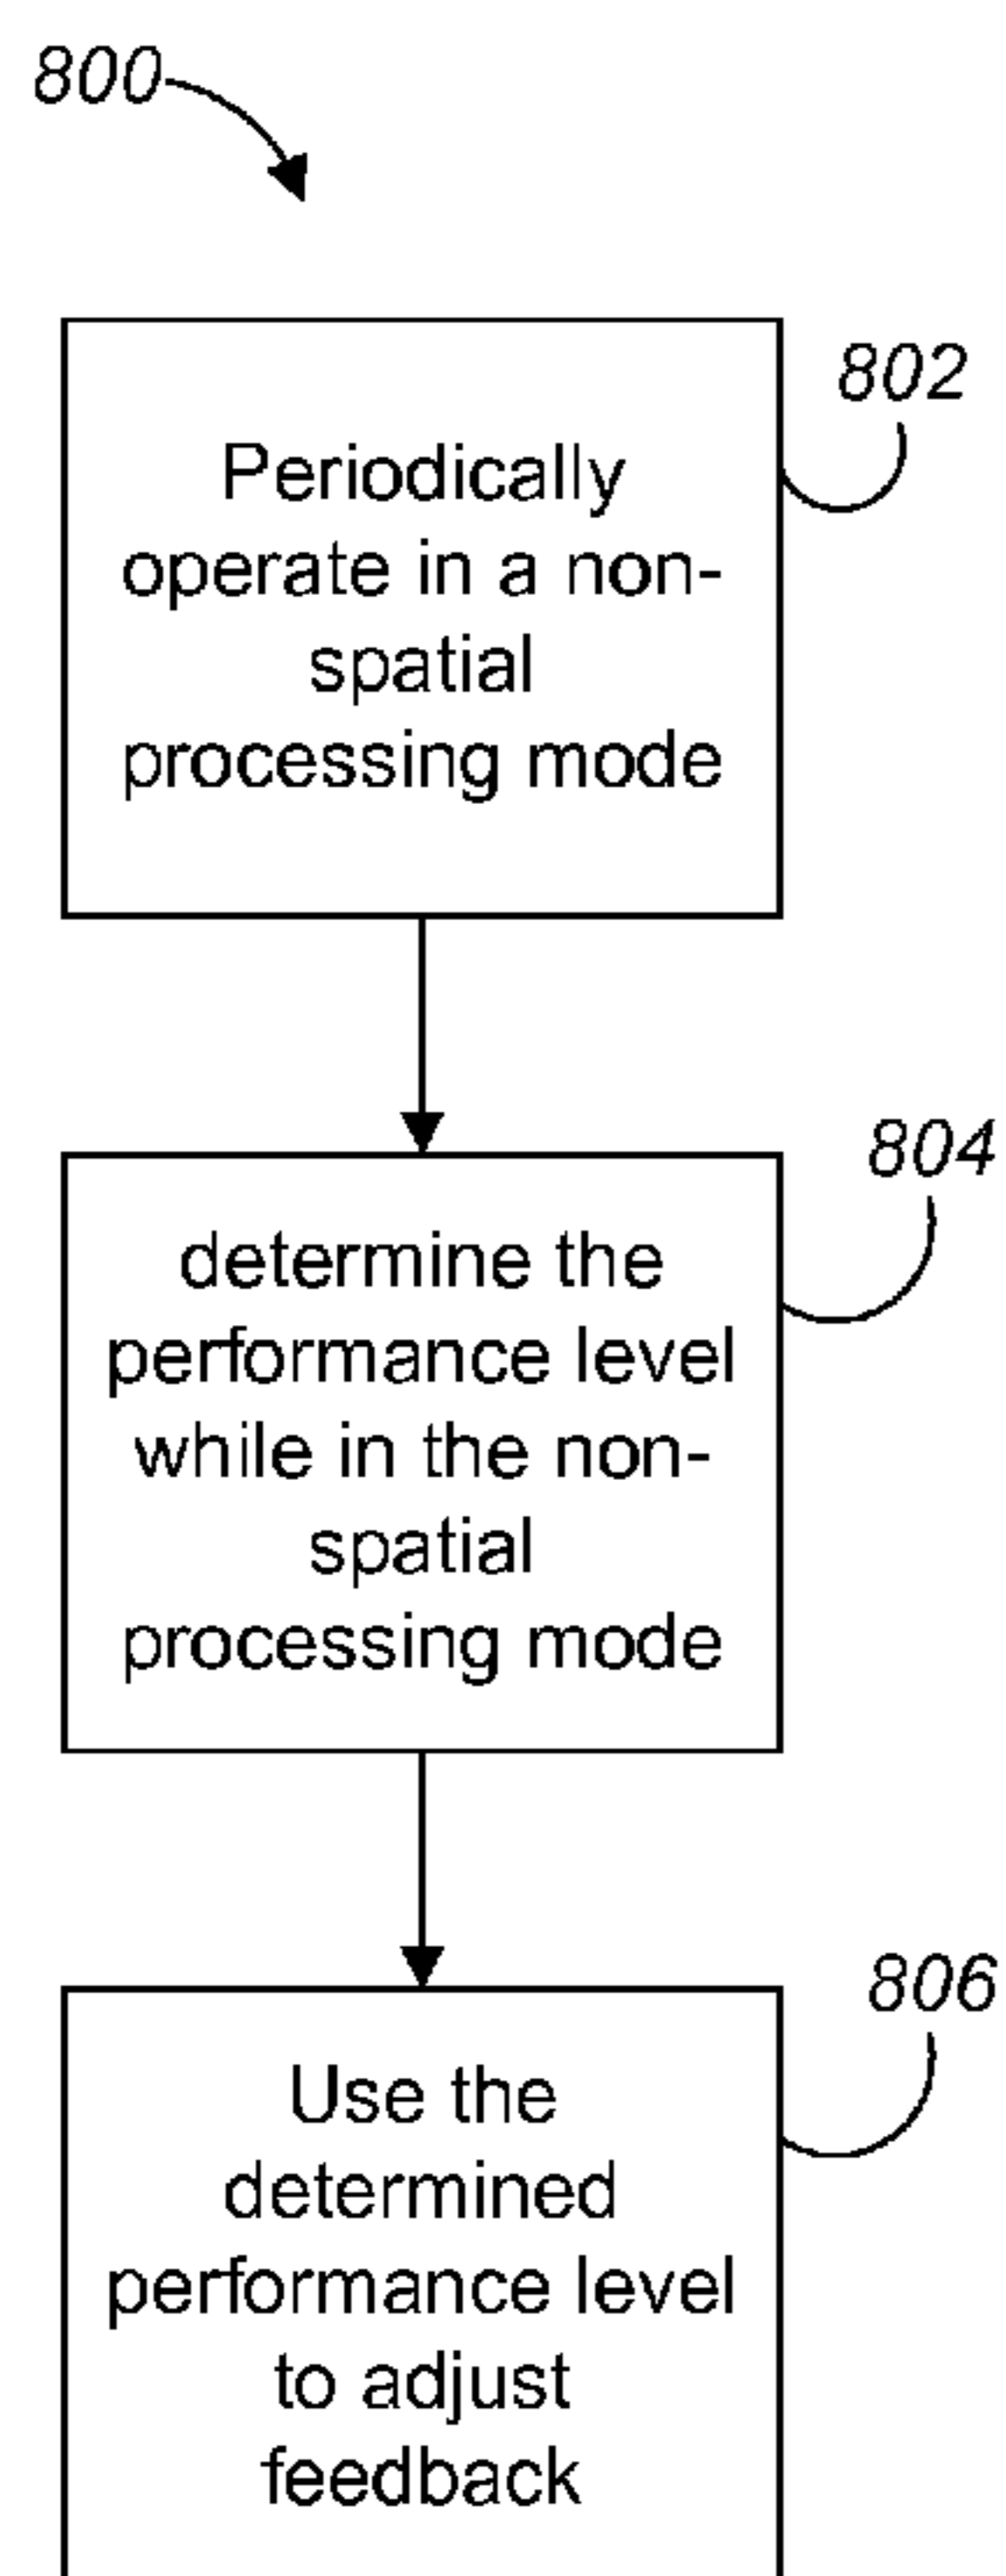 800
802
Periodically
operate in a non-
spatial
processing mode
804
determine the
performance level
while in the non-
spatial
processing mode
806
Use the
determined
performance level
to adjust
feedback